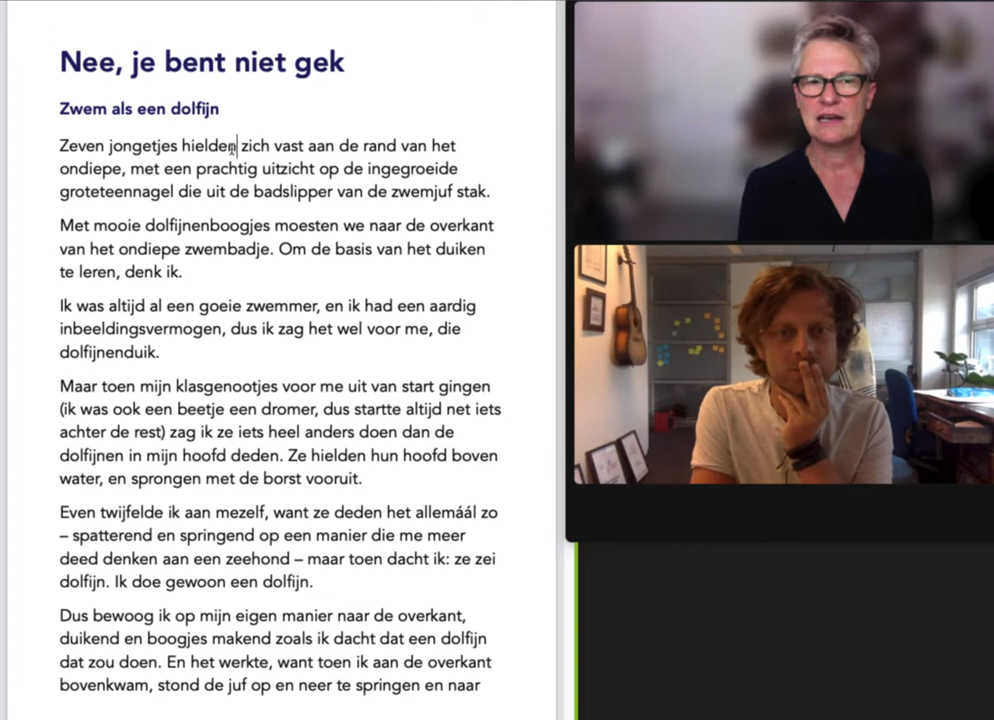 Nee, je bent niet gek
Zwem als een dolfijn
Zeven jongetjes hielden zich vast aan de rand van het
ondiepe, met een prachtig uitzicht op de ingegroeide
groteteennagel die uit de badslipper van de zwemjuf stak.
Met mooie dolfijnenboogjes moesten we naar de overkant
van het ondiepe zwembadje. Om de basis van het duiken
te leren, denk ik.
Ik was altijd al een goeie zwemmer, en ik had een aardig
inbeeldingsvermogen, dus ik zag het wel voor me, die
dolfijnenduik.
Maar toen mijn klasgenootjes voor me uit van start gingen
(ik was ook een beetje een dromer, dus startte altijd net iets
achter de rest) zag ik ze iets heel anders doen dan de
dolfijnen in mijn hoofd deden. Ze hielden hun hoofd boven
water, en sprongen met de borst vooruit.
Even twijfelde ik aan mezelf, want ze deden het allemáál zo
– spatterend en springend op een manier die me meer
deed denken aan een zeehond – maar toen dacht ik: ze zei
dolfijn. Ik doe gewoon een dolfijn.
Dus bewoog ik op mijn eigen manier naar de overkant,
duikend en boogjes makend zoals ik dacht dat een dolfijn
dat zou doen. En het werkte, want toen ik aan de overkant
bovenkwam, stond de juf op en neer te springen en naar